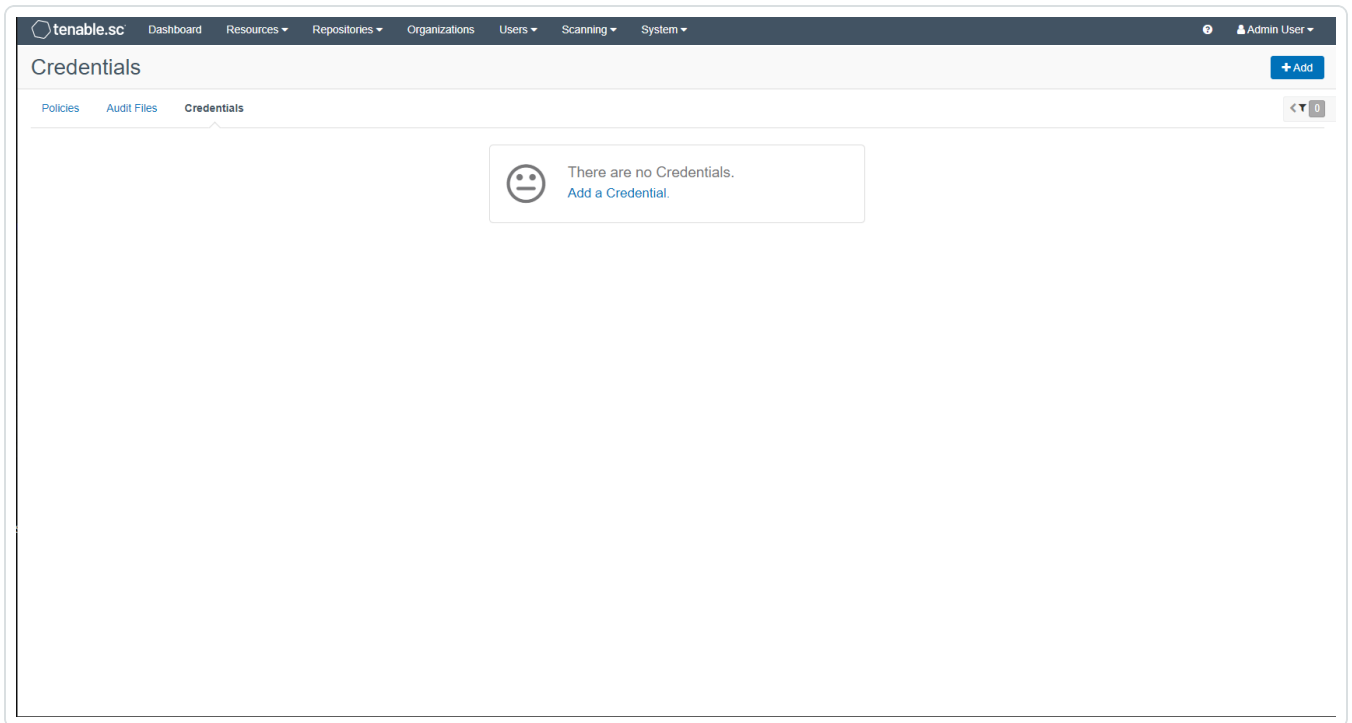 tenable.sc Dashboard Resources Repositories Organizations Users Scanning System Admin User
Credentials + Add
Policies Audit Files Credentials 0
There are no Credentials.
Add a Credential.